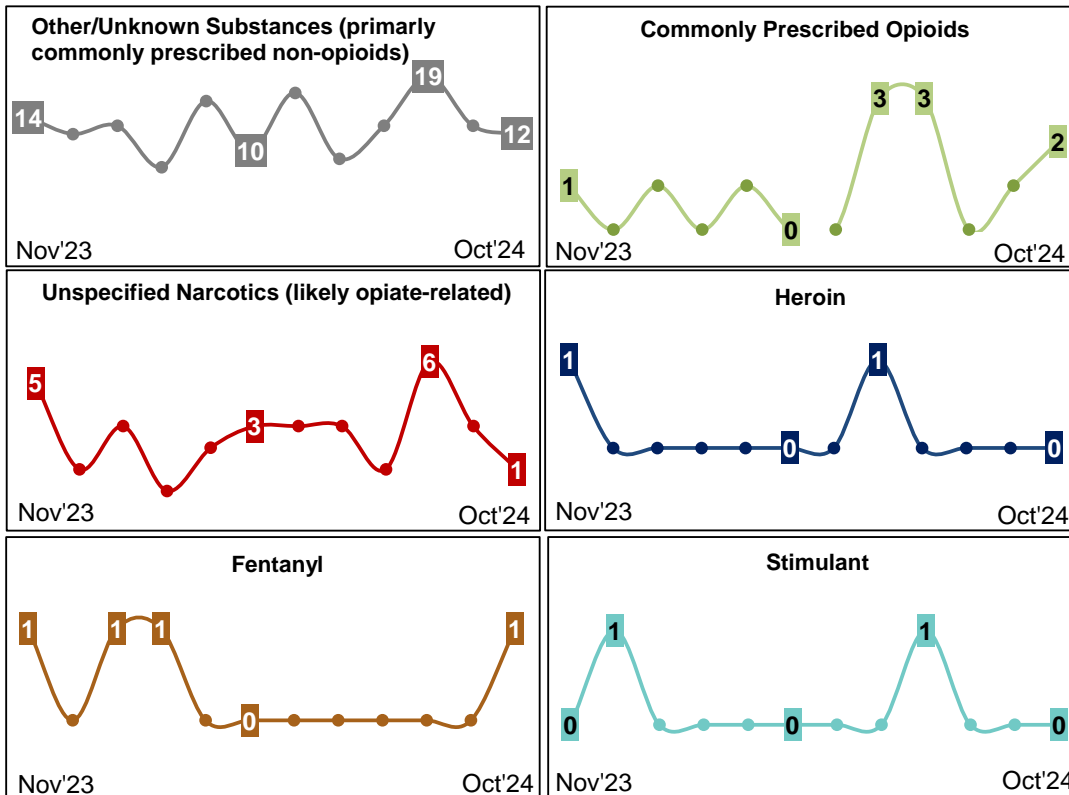 Other/Unknown Substances (primarly
commonly prescribed non-opioids)
14
10
19
12
Nov'23
Oct'24
Commonly Prescribed Opioids
1
0
3
3
2
Nov'23
Oct'24
Unspecified Narcotics (likely opiate-related)
5
3
6
1
Nov'23
Oct'24
Heroin
1
0
1
0
Nov'23
Oct'24
Fentanyl
1
1
1
0
1
Nov'23
Oct'24
Stimulant
0
1
0
1
0
Nov'23
Oct'24